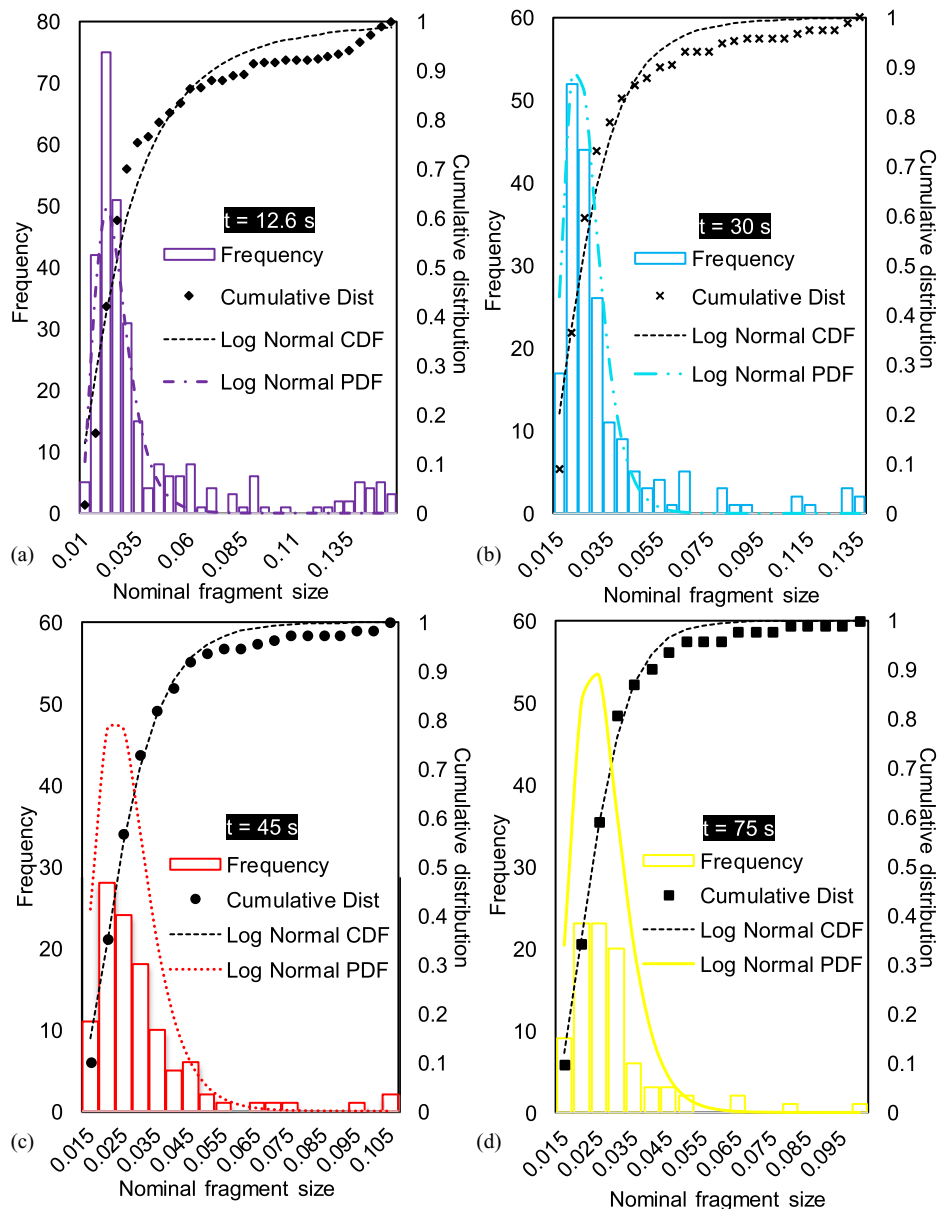 80
70
60
50
40
30
20
10
0
Frequency
1
0.9
0.8
0.7
0.6
0.5
0.4
0.3
0.2
0.1
0
Cumulative distribution
t = 12.6 s
Frequency
Cumulative Dist
Log Normal CDF
Log Normal PDF
0.01
0.035
0.06
0.085
0.11
0.135
(a)
Nominal fragment size
60
50
40
30
20
10
0
Frequency
1
0.9
0.8
0.7
0.6
0.5
0.4
0.3
0.2
0.1
0
Cumulative distribution
t = 30 s
Frequency
Cumulative Dist
Log Normal CDF
Log Normal PDF
0.015
0.035
0.055
0.075
0.095
0.115
0.135
(b)
Nominal fragment size
60
50
40
30
20
10
0
Frequency
1
0.9
0.8
0.7
0.6
0.5
0.4
0.3
0.2
0.1
0
Cumulative distribution
t = 45 s
Frequency
Cumulative Dist
Log Normal CDF
Log Normal PDF
0.015
0.025
0.035
0.045
0.055
0.065
0.075
0.085
0.095
0.105
(c)
Nominal fragment size
60
50
40
30
20
10
0
Frequency
1
0.9
0.8
0.7
0.6
0.5
0.4
0.3
0.2
0.1
0
Cumulative distribution
t = 75 s
Frequency
Cumulative Dist
Log Normal CDF
Log Normal PDF
0.015
0.025
0.035
0.045
0.055
0.065
0.075
0.085
0.095
(d)
Nominal fragment size